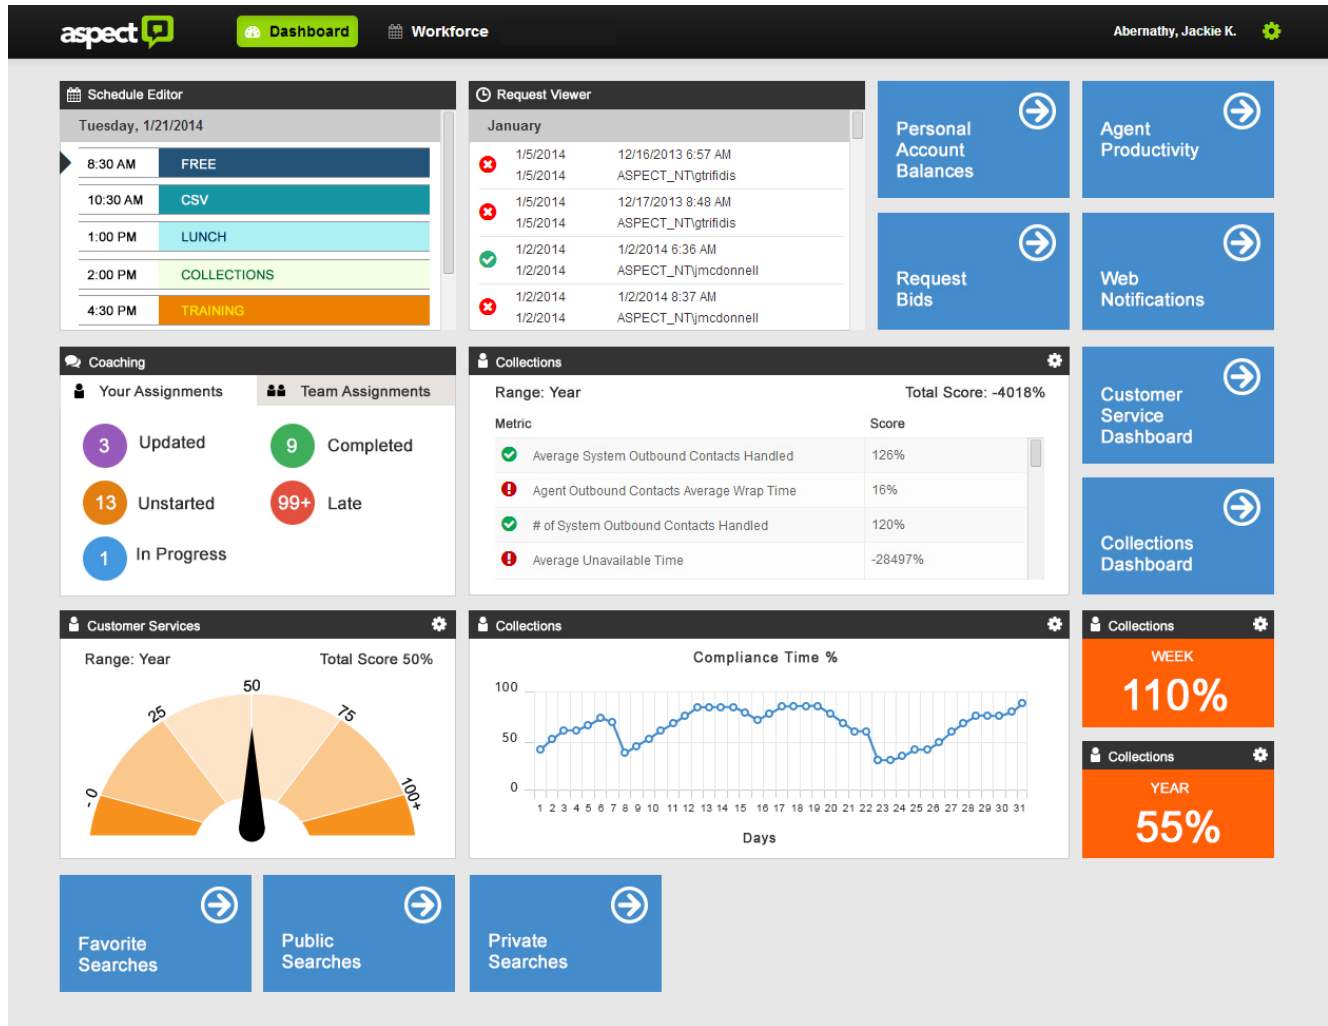 aspect
Dashboard
Workforce
Abernathy, Jackie K.
Schedule Editor
Tuesday, 1/21/2014
8:30 AM FREE
10:30 AM CSV
1:00 PM LUNCH
2:00 PM COLLECTIONS
4:30 PM TRAINING
Request Viewer
January
1/5/2014 12/16/2013 6:57 AM
1/5/2014 ASPECT_NT\gtrifidis
1/5/2014 12/17/2013 8:48 AM
1/5/2014 ASPECT_NT\gtrifidis
1/2/2014 1/2/2014 6:36 AM
1/2/2014 ASPECT_NT\jmcdonnell
1/2/2014 1/2/2014 8:37 AM
1/2/2014 ASPECT_NT\jmcdonnell
Personal
Account
Balances
Agent
Productivity
Request
Bids
Web
Notifications
Coaching
Your Assignments
Team Assignments
3 Updated
9 Completed
13 Unstarted
99+ Late
1 In Progress
Collections
Range: Year Total Score: -4018%
Metric Score
Average System Outbound Contacts Handled 126%
Agent Outbound Contacts Average Wrap Time 16%
# of System Outbound Contacts Handled 120%
Average Unavailable Time -28497%
Customer
Service
Dashboard
Collections
Dashboard
Customer Services
Range: Year Total Score 50%
- 0
25
50
75
100+
Collections
Compliance Time %
100
50
0
1 2 3 4 5 6 7 8 9 10 11 12 13 14 15 16 17 18 19 20 21 22 23 24 25 26 27 28 29 30 31
Days
Collections
WEEK
110%
Collections
YEAR
55%
Favorite
Searches
Public
Searches
Private
Searches